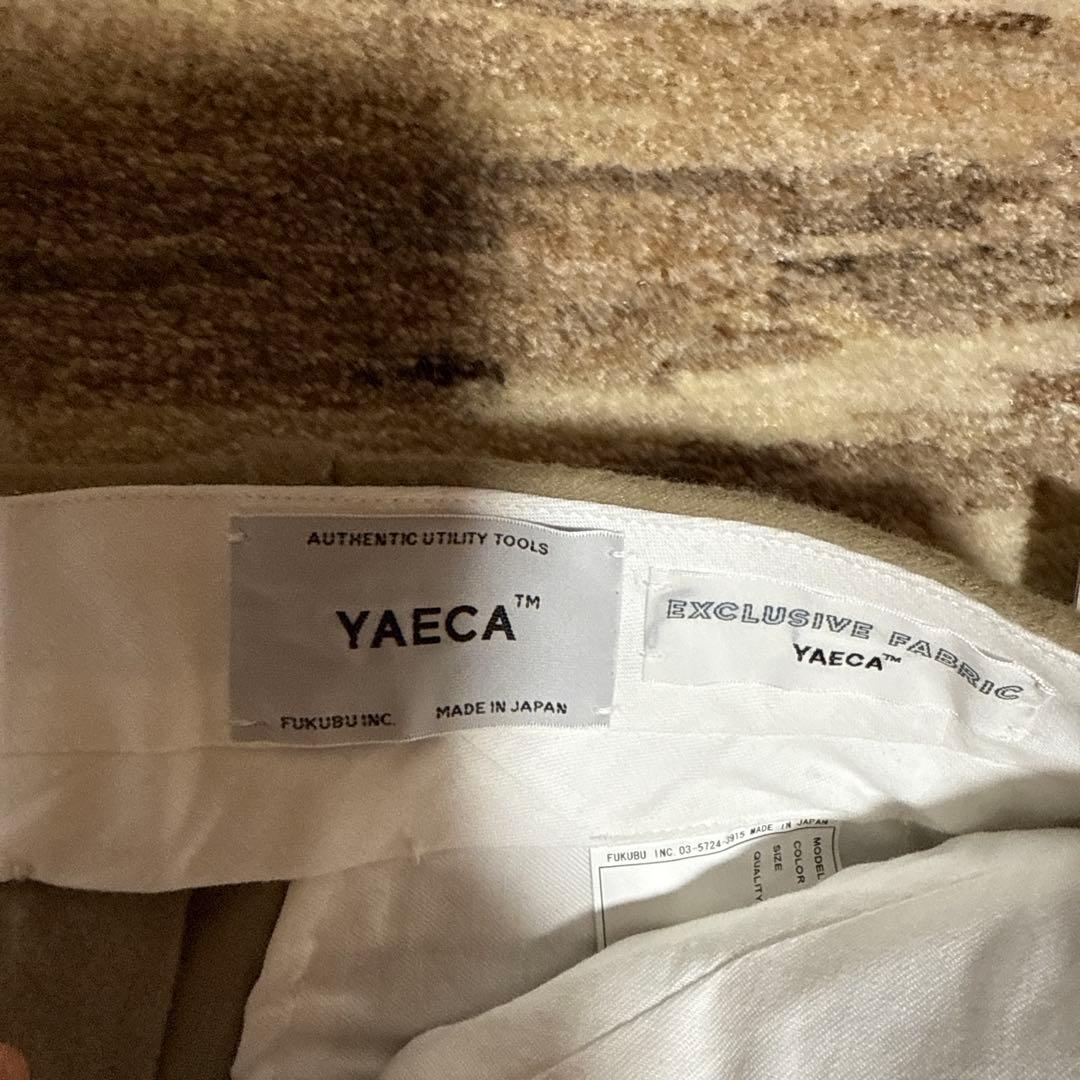 AUTHENTIC UTILITY TOOLS
YAECA™
FUKUBU INC. MADE IN JAPAN
EXCLUSIVE FABRIC
YAECA™
FUKUBU INC. 03-5724-3915 MADE IN JAPAN
MODEL
COLOR
SIZE
QUALITY